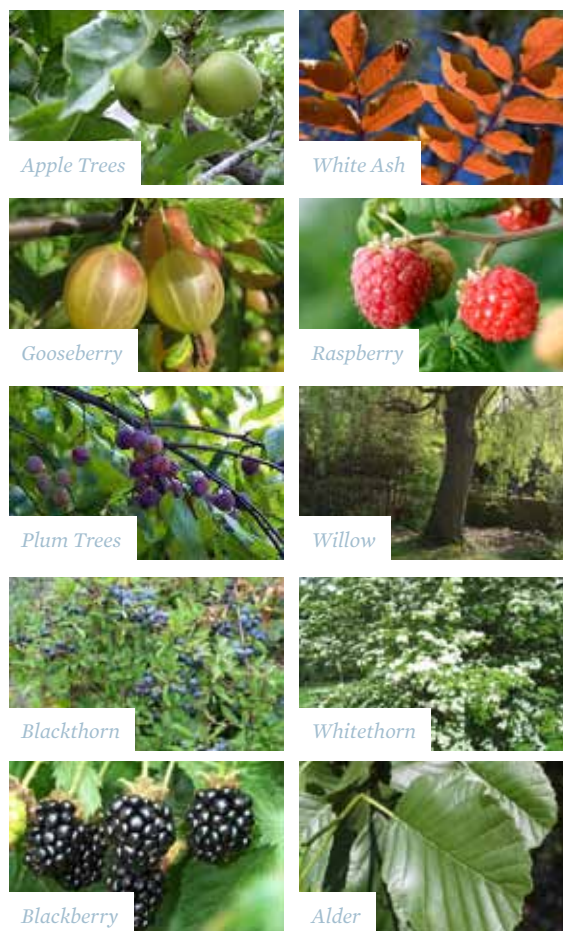 Apple Trees
White Ash
Gooseberry
Raspberry
Plum Trees
Willow
Blackthorn
Whitethorn
Blackberry
Alder